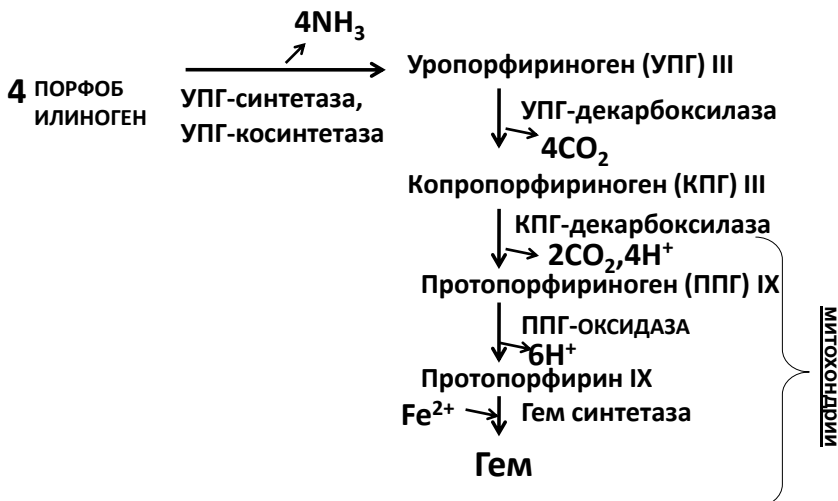 4NH₃
4 ПОРФОБ
ИЛИНОГЕН
УПГ-синтетаза,
УПГ-косинтетаза
Уропорфириноген (УПГ) III
УПГ-декарбоксилаза
4CO₂
Копропорфириноген (КПГ) III
КПГ-декарбоксилаза
2CO₂,4H⁺
Протопорфириноген (ППГ) IX
ППГ-ОКСИДАЗА
6H⁺
Протопорфирин IX
Fe²⁺
Гем синтетаза
Гем
митохондрии